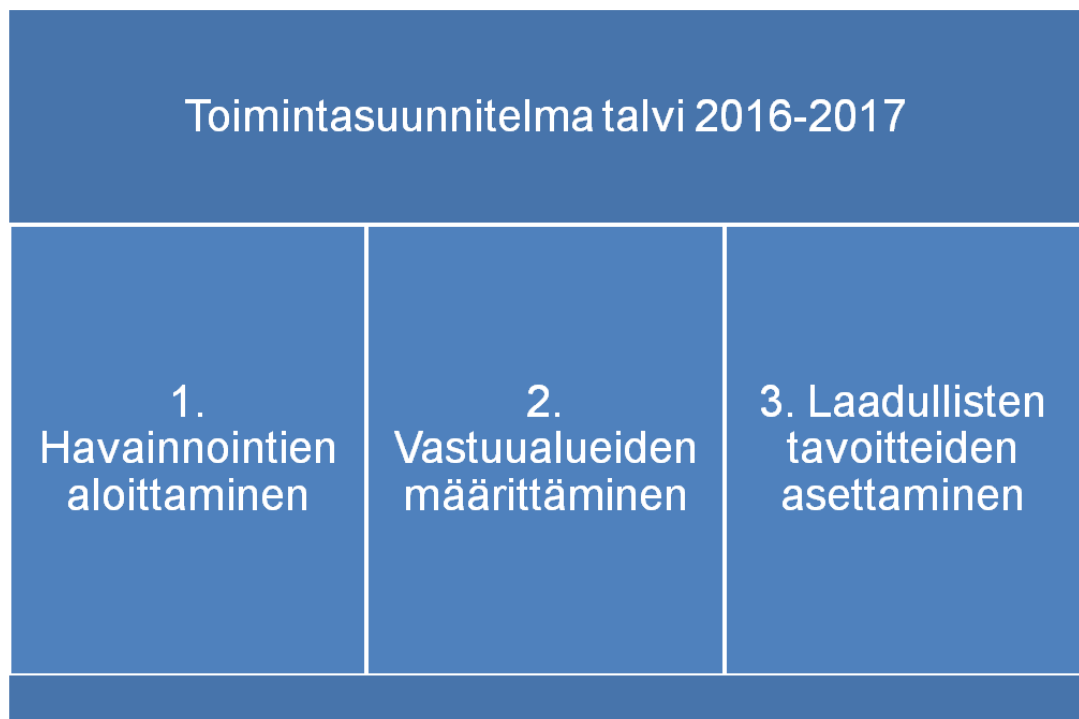 Toimintasuunnitelma talvi 2016-2017
1.
Havainnointien
aloittaminen
2.
Vastuualueiden
määrittäminen
3. Laadullisten
tavoitteiden
asettaminen